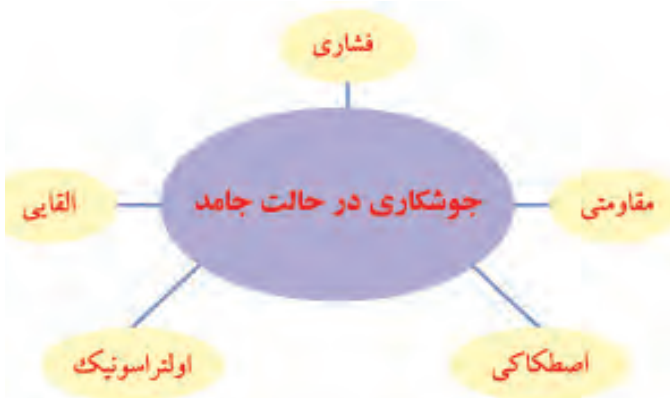 فشاری
جوشکاری در حالت جامد
مقاومتی
القایی
اصطکاکی
اولتراسونیک